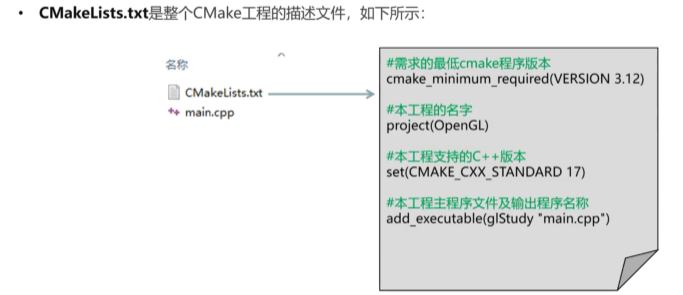 • CMakeLists.txt是整个CMake工程的描述文件，如下所示：
名称
CMakeLists.txt
main.cpp
#需求的最低cmake程序版本
cmake_minimum_required(VERSION 3.12)
#本工程的名字
project(OpenGL)
#本工程支持的C++版本
set(CMAKE_CXX_STANDARD 17)
#本工程主程序文件及输出程序名称
add_executable(glStudy "main.cpp")